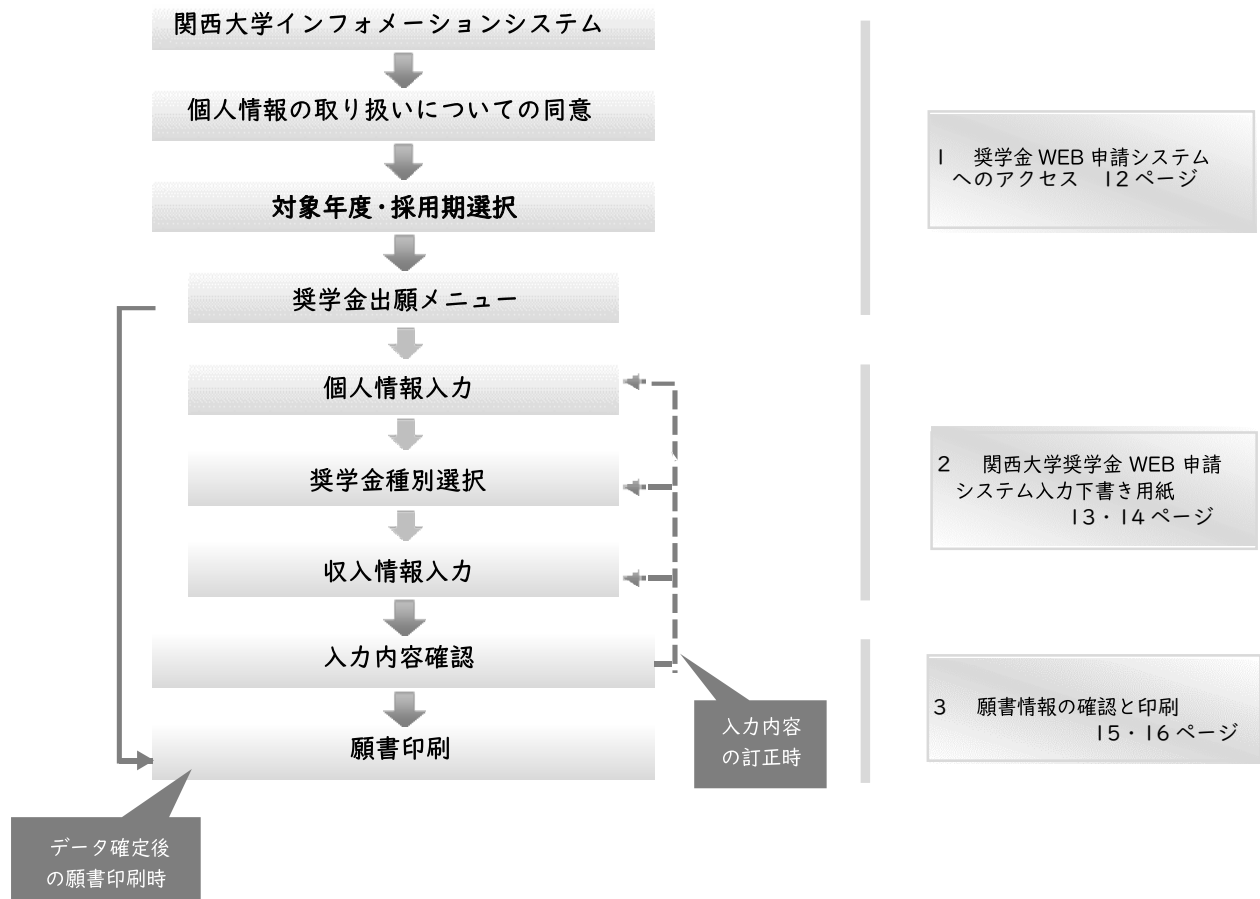 関西大学インフォメーションシステム
個人情報の取り扱いについての同意
対象年度・採用期選択
奨学金出願メニュー
個人情報入力
奨学金種別選択
収入情報入力
入力内容確認
願書印刷
入力内容
の訂正時
データ確定後
の願書印刷時
1 奨学金 WEB 申請システム
へのアクセス 12 ページ
2 関西大学奨学金 WEB 申請
システム入力下書き用紙
13・14 ページ
3 願書情報の確認と印刷
15・16 ページ